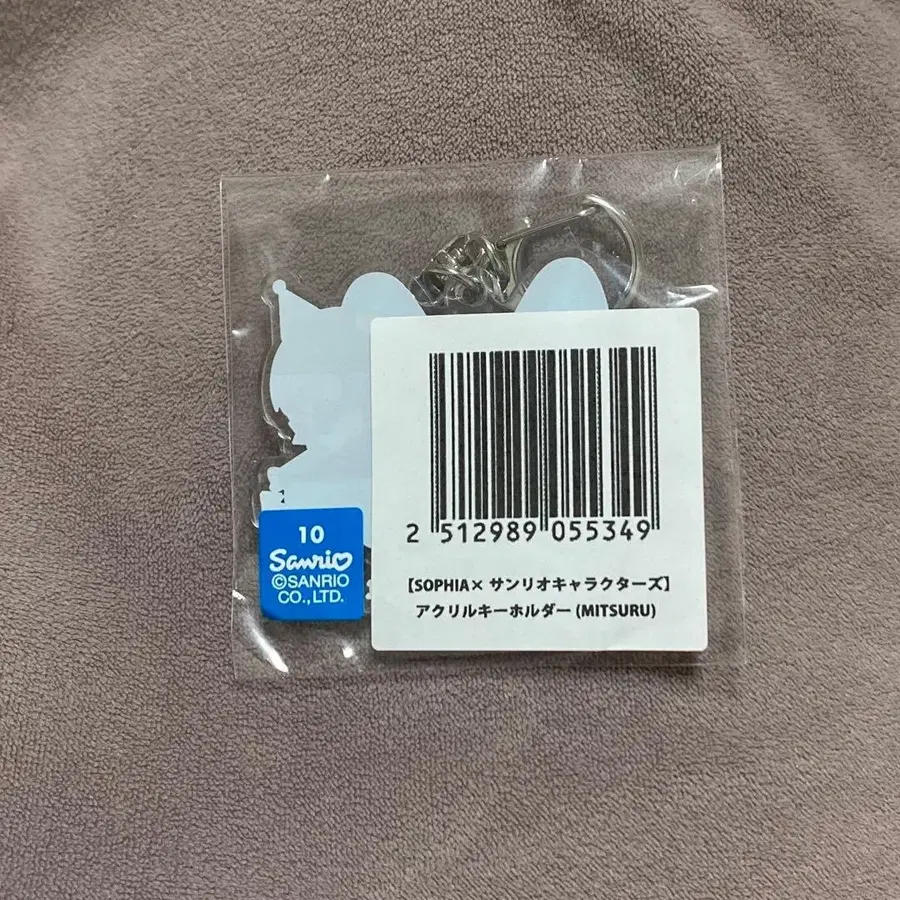 2 512989 055349
【SOPHIA× サンリオキャラクターズ】
アクリルキーホルダー (MITSURU)
10
Sanrio
©SANRIO
CO.,LTD.